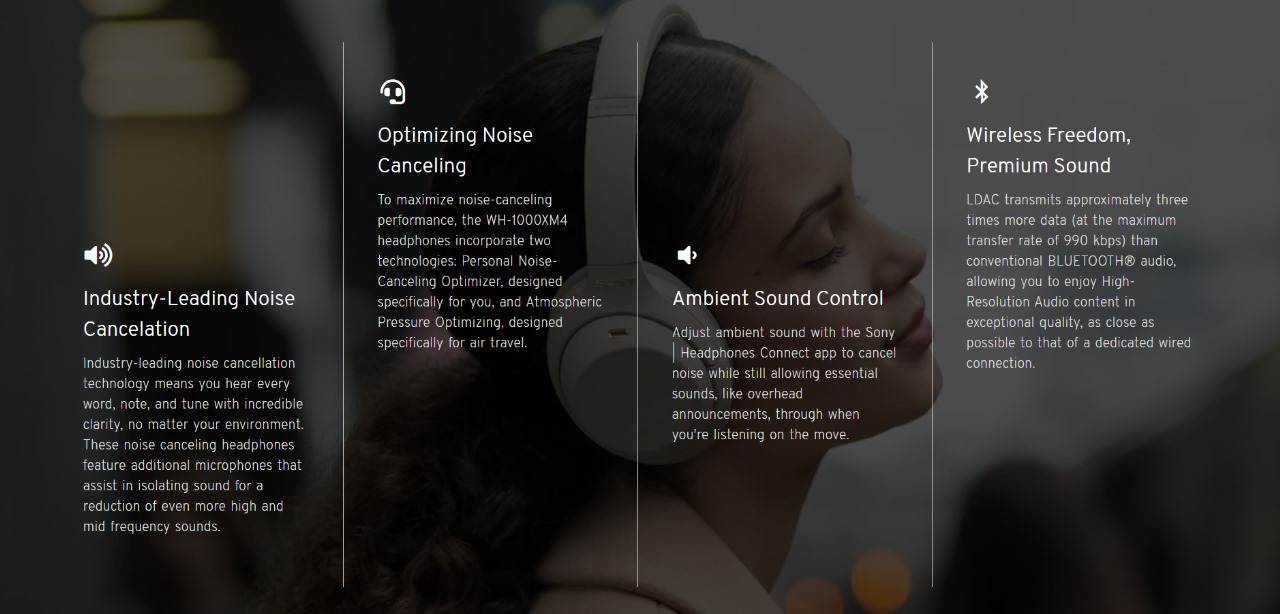 Industry-Leading Noise
Cancelation
Industry-leading noise cancellation
technology means you hear every
word, note, and tune with incredible
clarity, no matter your environment.
These noise canceling headphones
feature additional microphones that
assist in isolating sound for a
reduction of even more high and
mid frequency sounds.
Optimizing Noise
Canceling
To maximize noise-canceling
performance, the WH-1000XM4
headphones incorporate two
technologies: Personal Noise-
Canceling Optimizer, designed
specifically for you, and Atmospheric
Pressure Optimizing, designed
specifically for air travel.
Ambient Sound Control
Adjust ambient sound with the Sony
| Headphones Connect app to cancel
noise while still allowing essential
sounds, like overhead
announcements, through when
you're listening on the move.
Wireless Freedom,
Premium Sound
LDAC transmits approximately three
times more data (at the maximum
transfer rate of 990 kbps) than
conventional BLUETOOTH® audio,
allowing you to enjoy High-
Resolution Audio content in
exceptional quality, as close as
possible to that of a dedicated wired
connection.